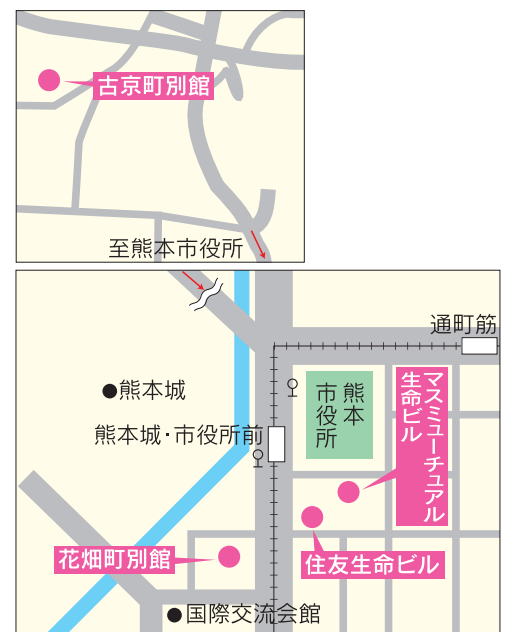 古京町別館
至熊本市役所
通町筋
●熊本城
熊本
市役所
マスミューチュアル
生命ビル
熊本城・市役所前
花畑町別館
住友生命ビル
●国際交流会館